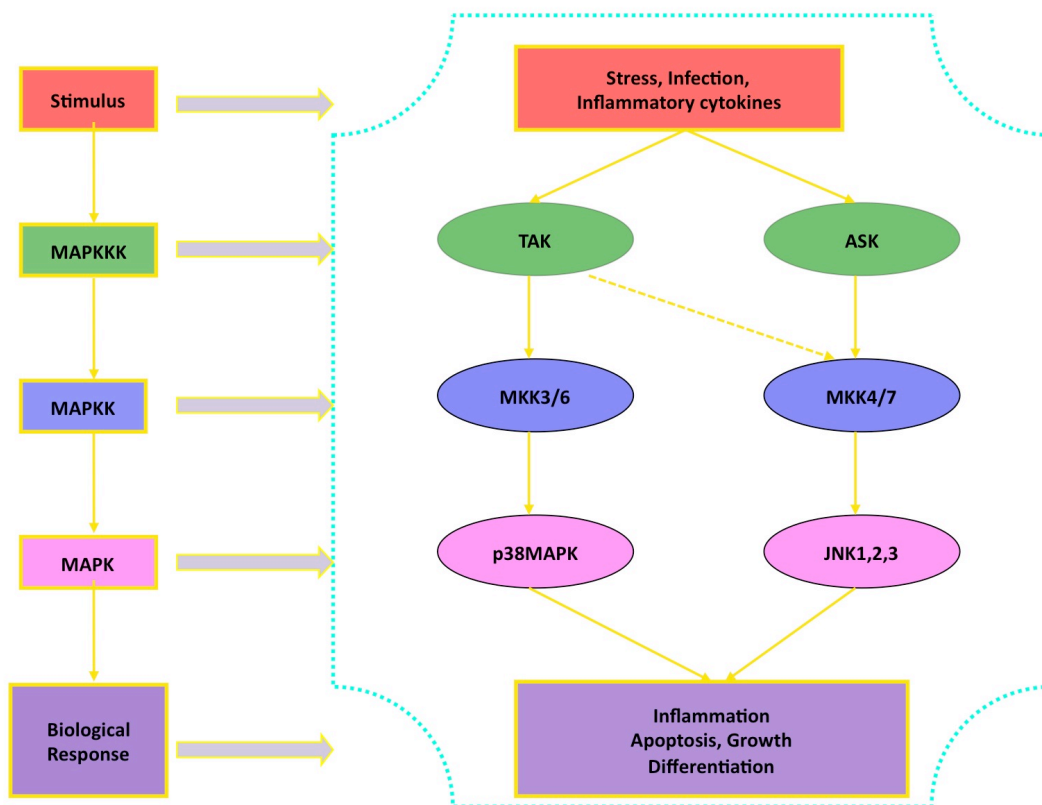 Stimulus
Stress, Infection,
Inflammatory cytokines
MAPKKK
TAK
ASK
MAPKK
MKK3/6
MKK4/7
MAPK
p38MAPK
JNK1,2,3
Biological
Response
Inflammation
Apoptosis, Growth
Differentiation